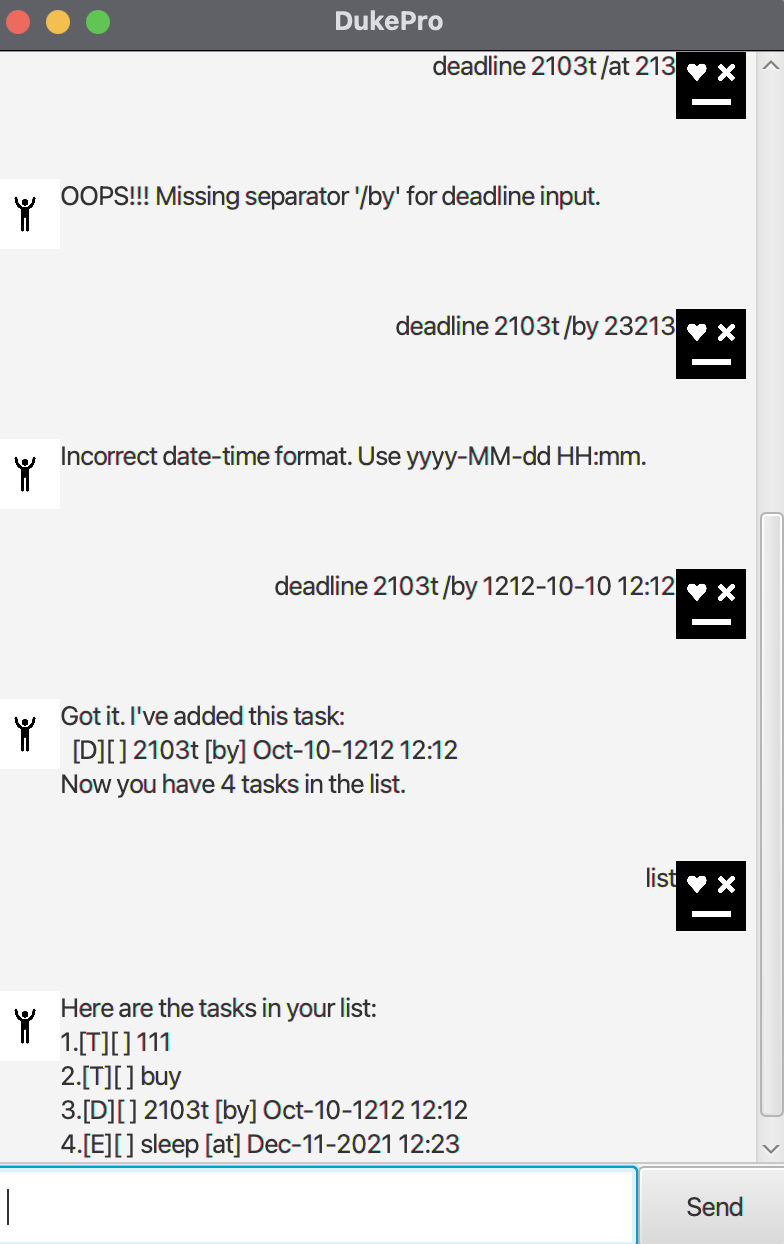 DukePro
deadline 2103t /at 213
OOPS!!! Missing separator '/by' for deadline input.
deadline 2103t /by 23213
Incorrect date-time format. Use yyyy-MM-dd HH:mm.
deadline 2103t /by 1212-10-10 12:12
Got it. I've added this task:
[D][ ] 2103t [by] Oct-10-1212 12:12
Now you have 4 tasks in the list.
list
Here are the tasks in your list:
1.[T][ ] 111
2.[T][ ] buy
3.[D][ ] 2103t [by] Oct-10-1212 12:12
4.[E][ ] sleep [at] Dec-11-2021 12:23
Send